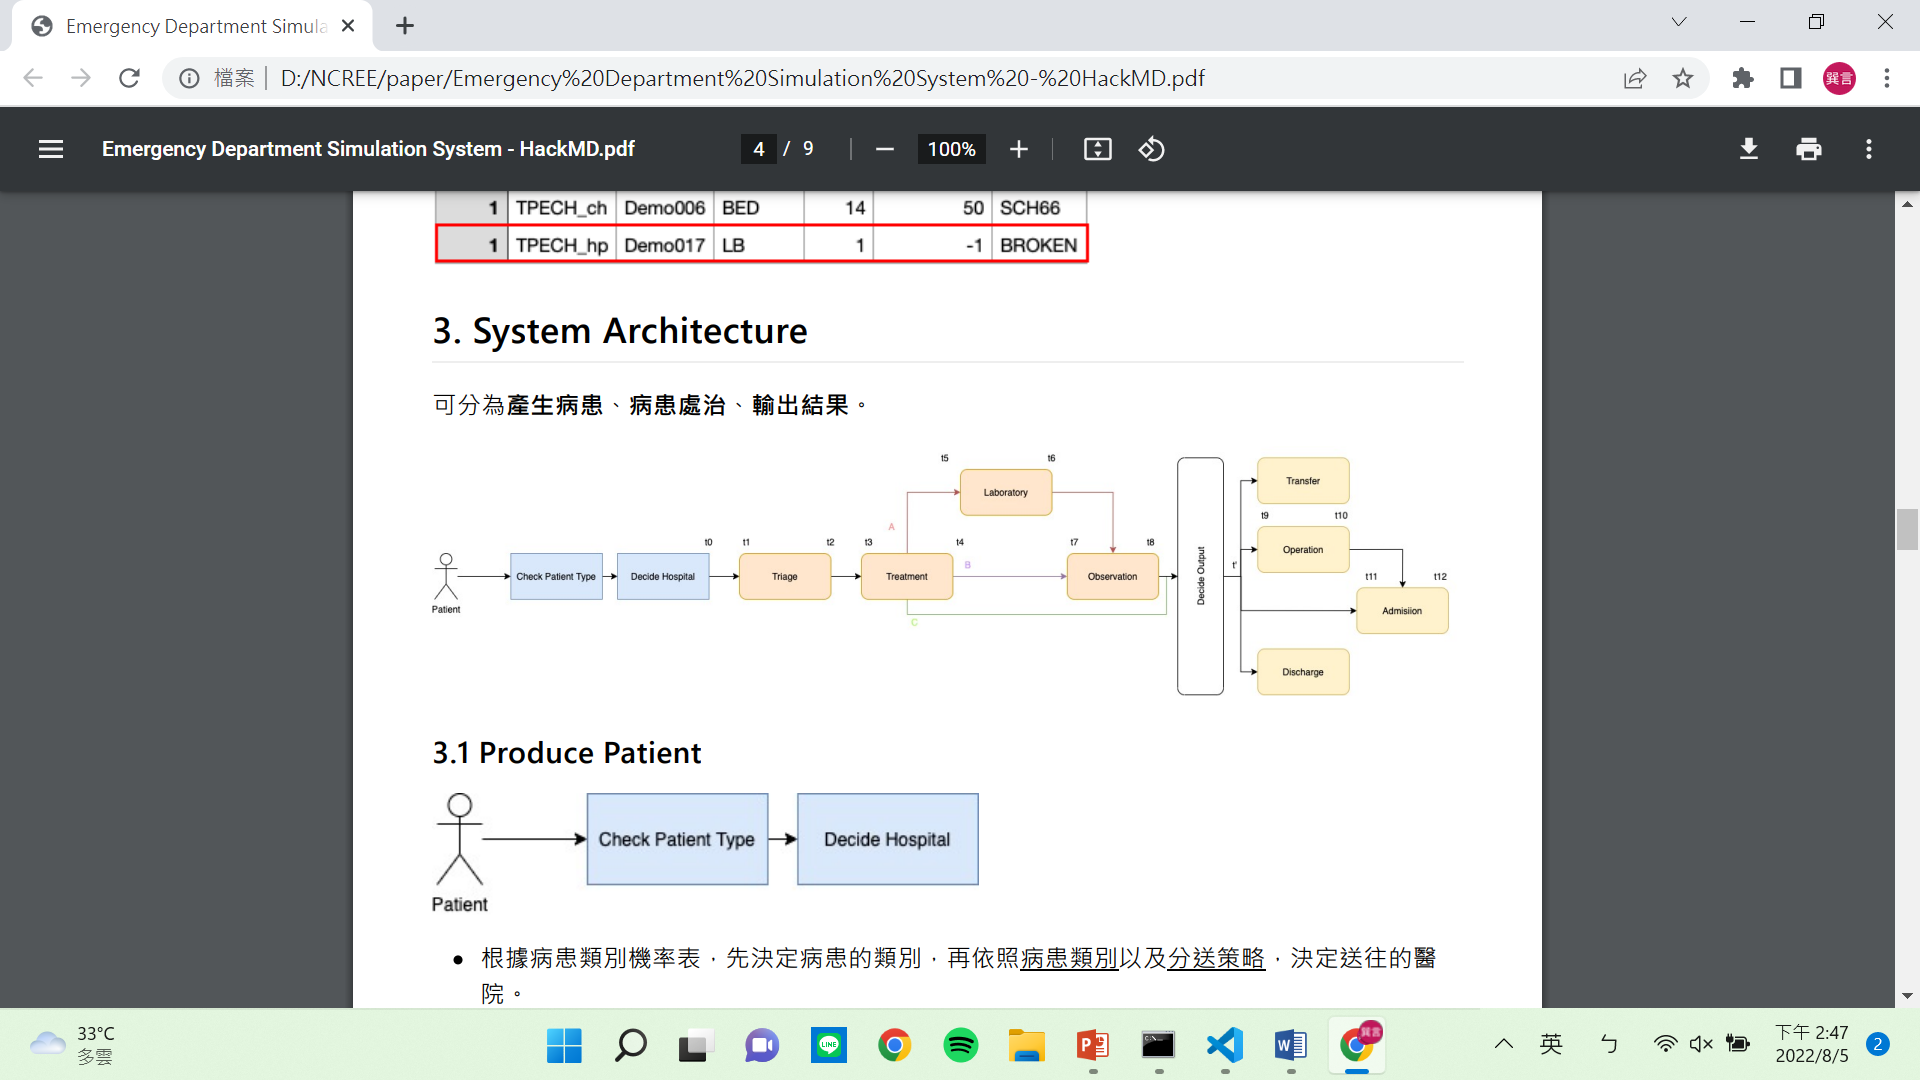 Emergency Department Simula
檔案 D:/NCREE/paper/Emergency%20Department%20Simulation%20System%20-%20HackMD.pdf
巽言
Emergency Department Simulation System - HackMD.pdf
4 / 9
100%
1 TPECH_ch Demo006 BED 14 50 SCH66
1 TPECH_hp Demo017 LB 1 -1 BROKEN
3. System Architecture
可分為產生病患、病患處治、輸出結果。
Patient
Check Patient Type
Decide Hospital
t0
t1
t2
Triage
t3
t4
Treatment
A
B
C
t5
t6
Laboratory
t7
t8
Observation
Decide Output
t'
Transfer
t9
t10
Operation
t11
t12
Admisiion
Discharge
3.1 Produce Patient
Patient
Check Patient Type
Decide Hospital
根據病患類別機率表，先決定病患的類別，再依照病患類別以及分送策略，決定送往的醫
院。
33°C
多雲
LINE
巽言
英
ㄅ
下午 2:47
2022/8/5
2